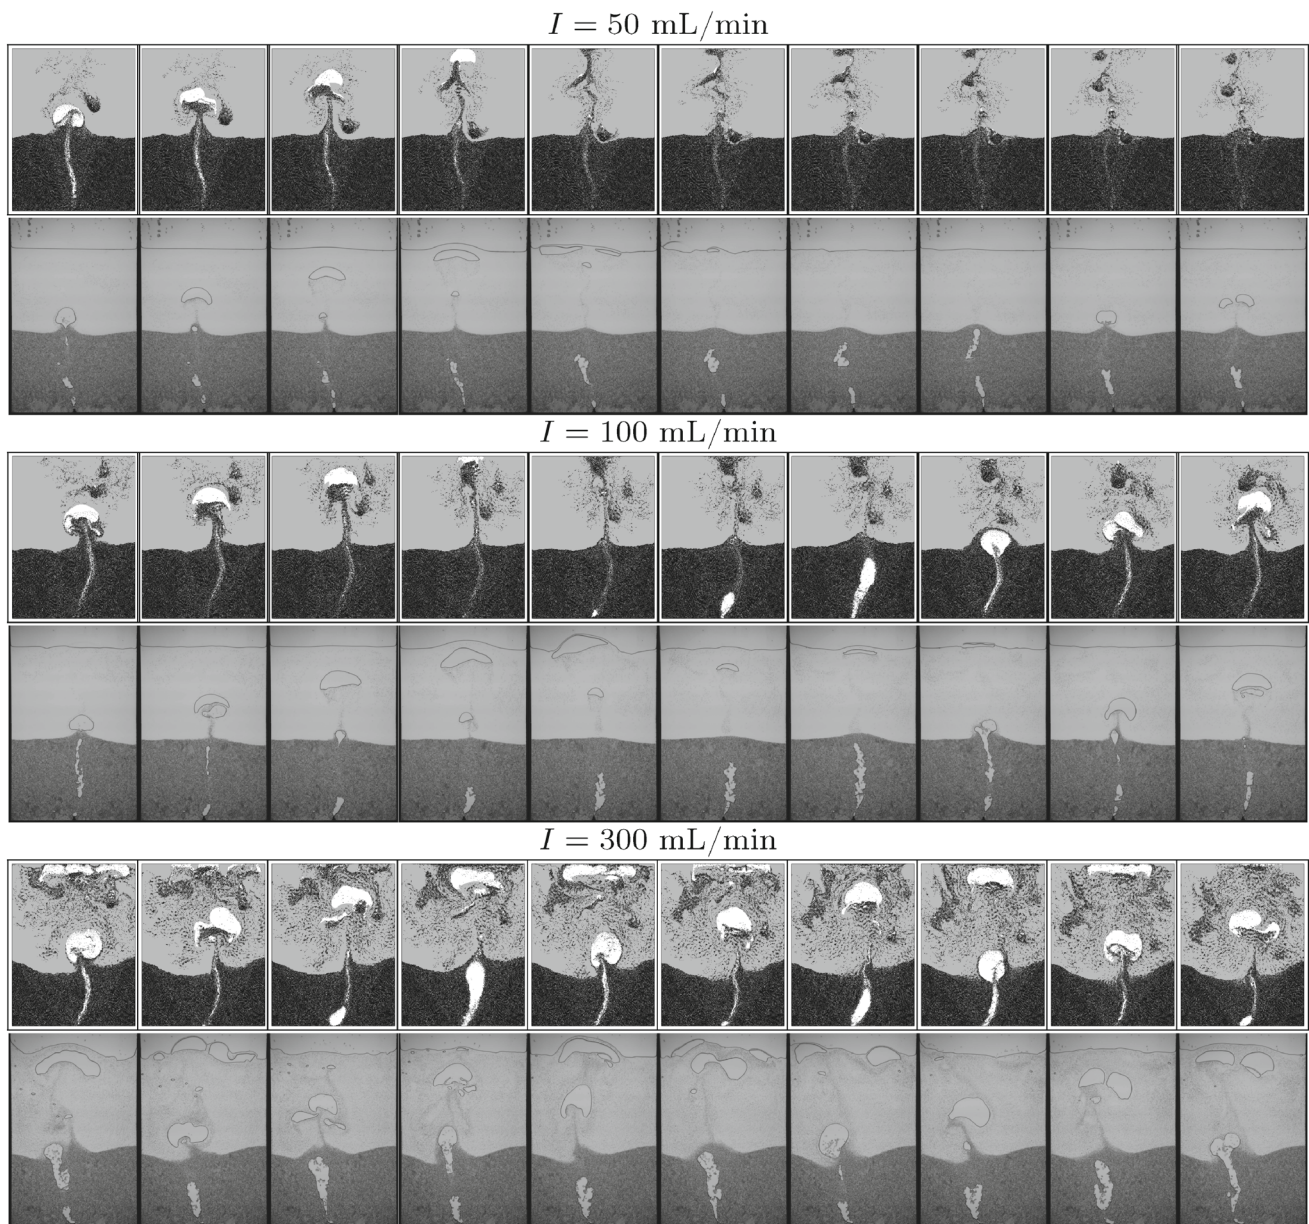 I = 50 mL/min
I = 100 mL/min
I = 300 mL/min